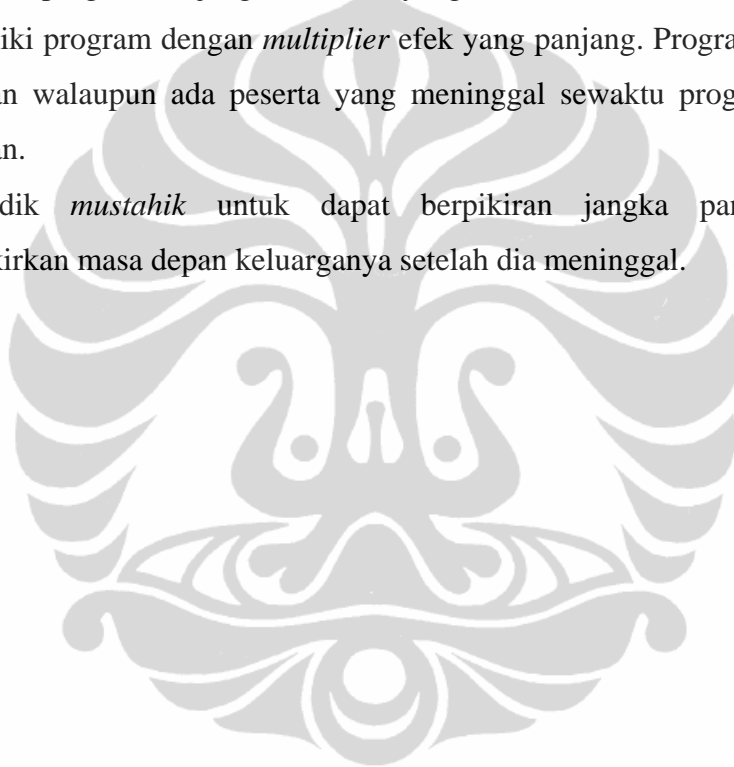 iki program dengan multiplier efek yang panjang. Progra
an walaupun ada peserta yang meninggal sewaktu prog
an.
dik mustahik untuk dapat berpikiran jangka par
kirkan masa depan keluarganya setelah dia meninggal.